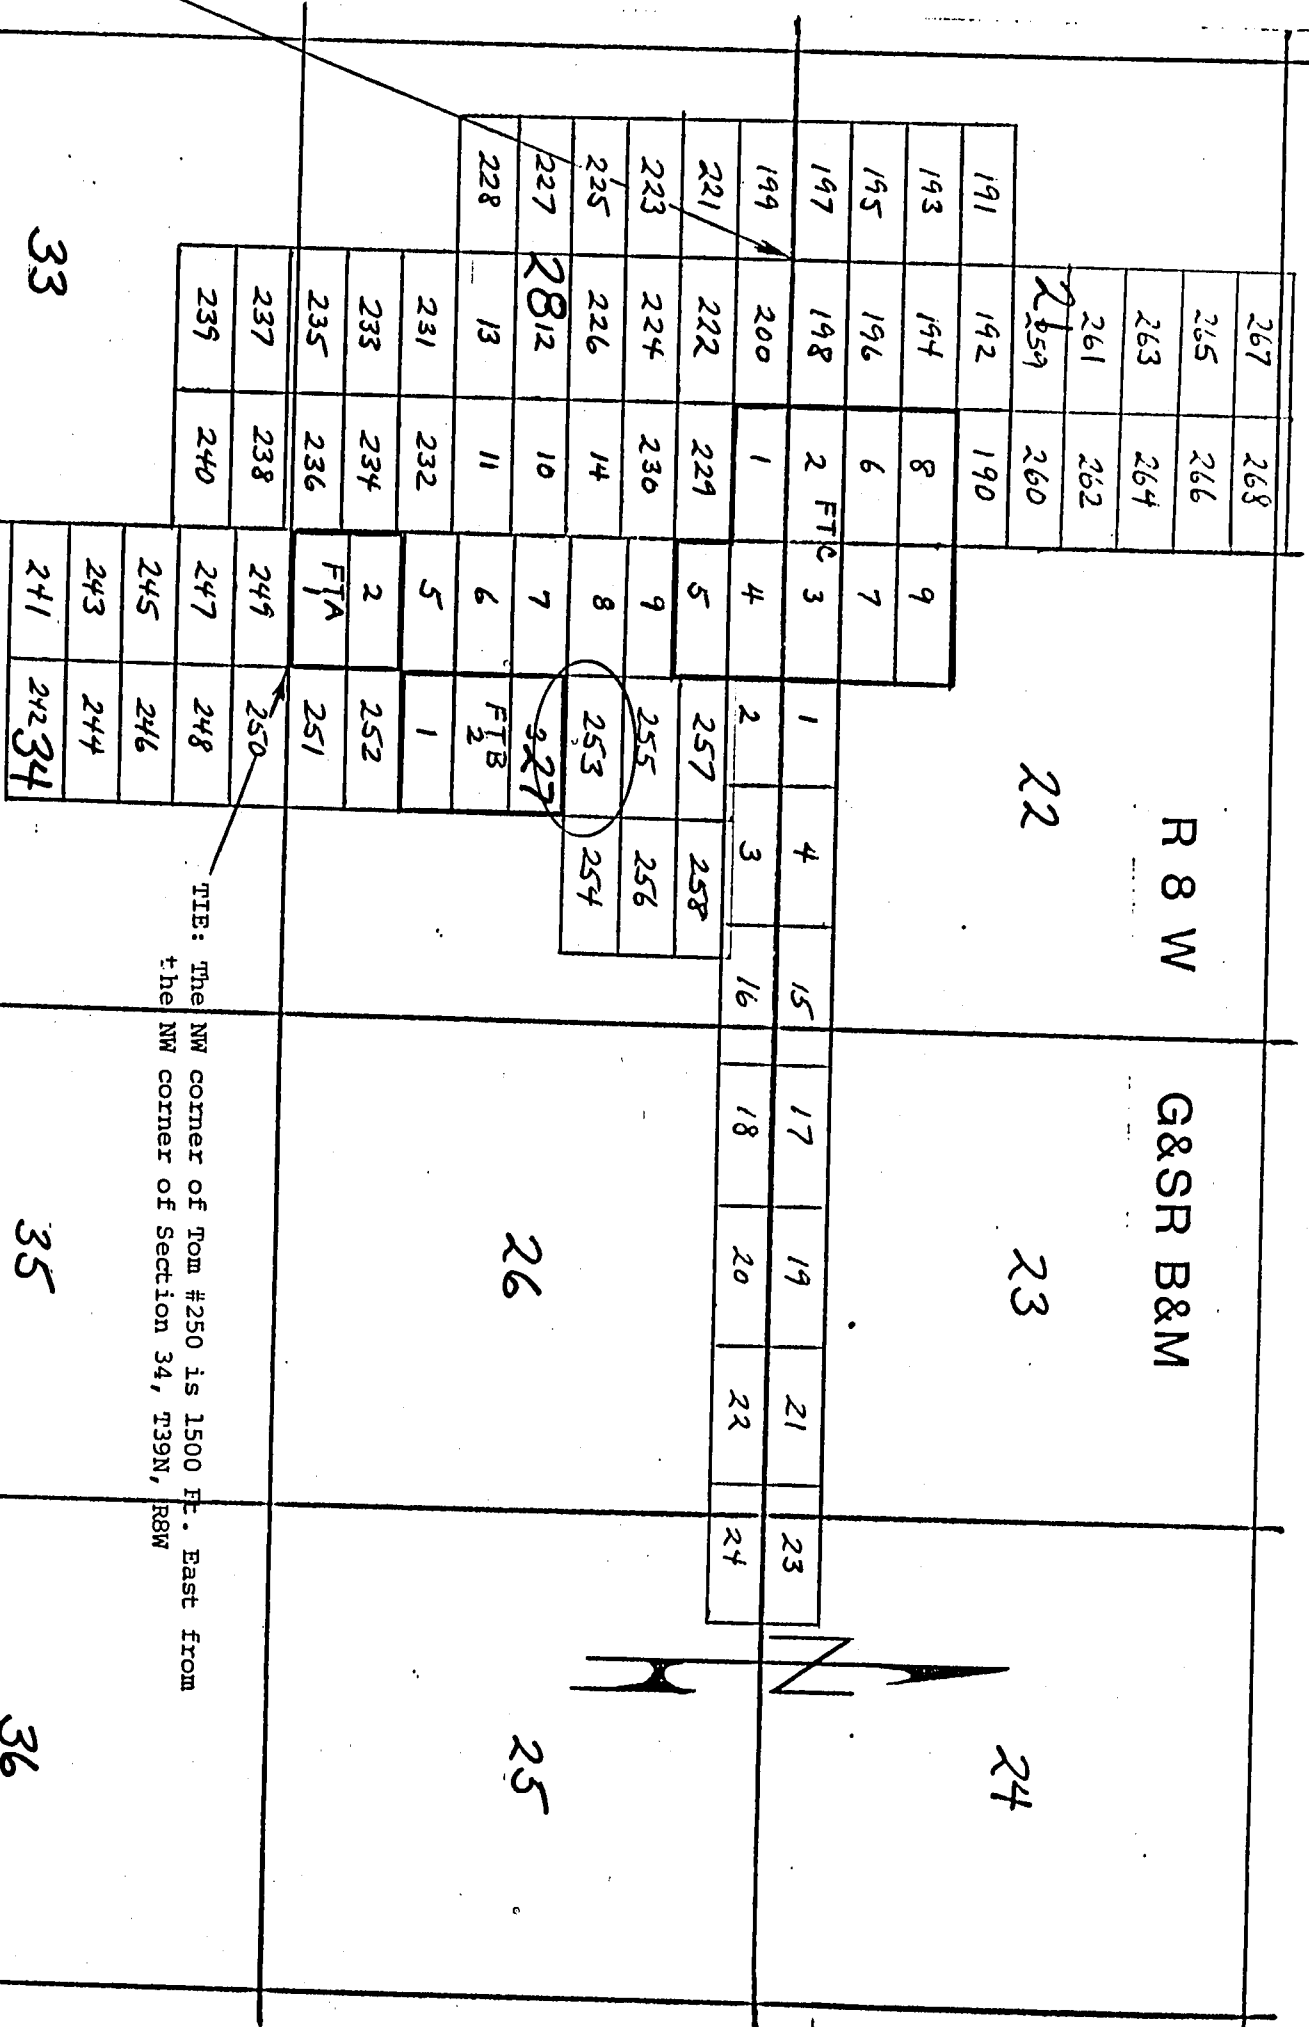 267 268
265 266
R 8 W G&SR B&M
263 264
261 262
21 259 260 22 23 24
191 192 190
193 194 8 9
195 196 6 7
197 198 2 FTC 3 1 4 15 17 19 21 23
N
199 200 1 4 2 3 16 18 20 22 24
221 222 229 5 257 258
223 224 230 9 255 256
225 226 14 8 253 254
227 28 12 10 7 3 27 26 25
228 13 11 6 FTB
2
231 232 5 1
233 234 2 252
235 236 FTA
1 251
237 238 249 250
239 240 247 248
TIE: The NW corner of Tom #250 is 1500 Ft. East from
the NW corner of Section 34, T39N, R8W
245 246
243 244
33 241 242 34 35 36